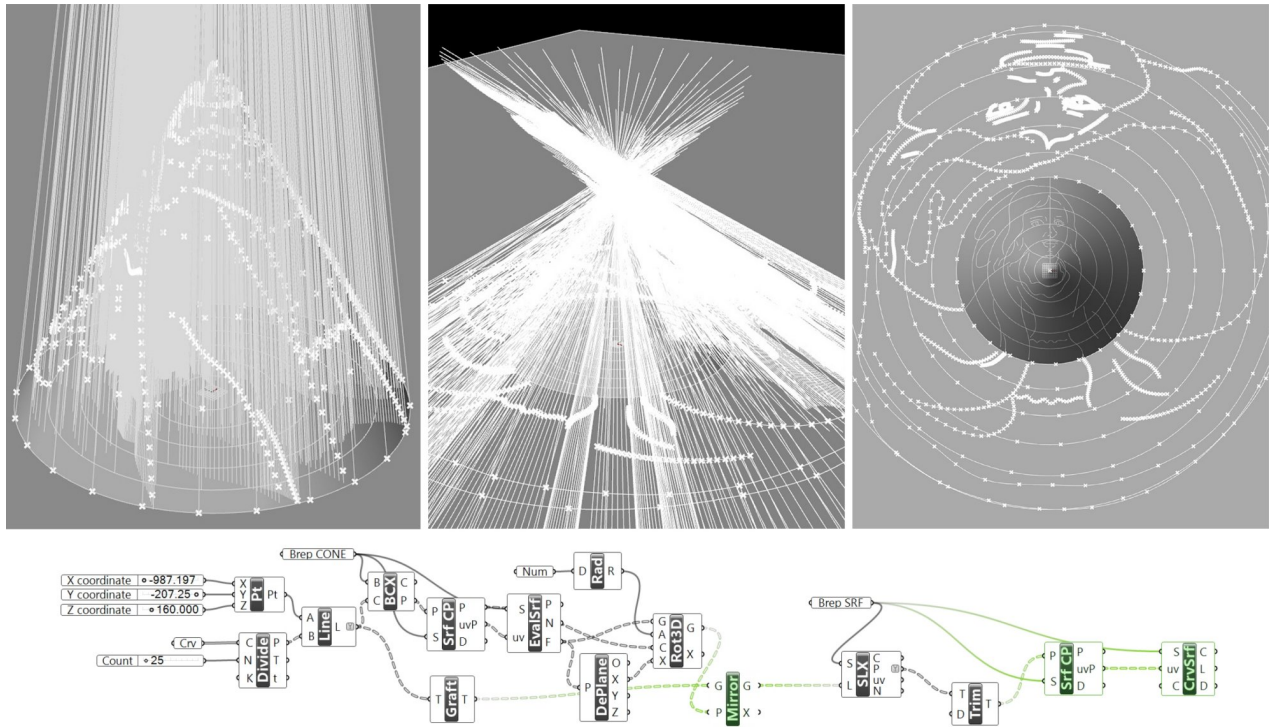 Brep CONE
X coordinate -987.197
Y coordinate -207.25
Z coordinate 160.000
X Y Z Pt Pt
Crv
Count 25
C N K Divide P T t
A B Line L
B C BCX C P
P S Srf CP P uvP D
S uv EvalSrf P N F
Num
D Rad R
G A C X Rot3D G X
P DePlane O X Y Z
T Graft T
G P Mirror G X
Brep SRF
S L SLX C P uv N
T D Trim T
P S Srf CP P uvP D
S uv C CrvSrf C L D